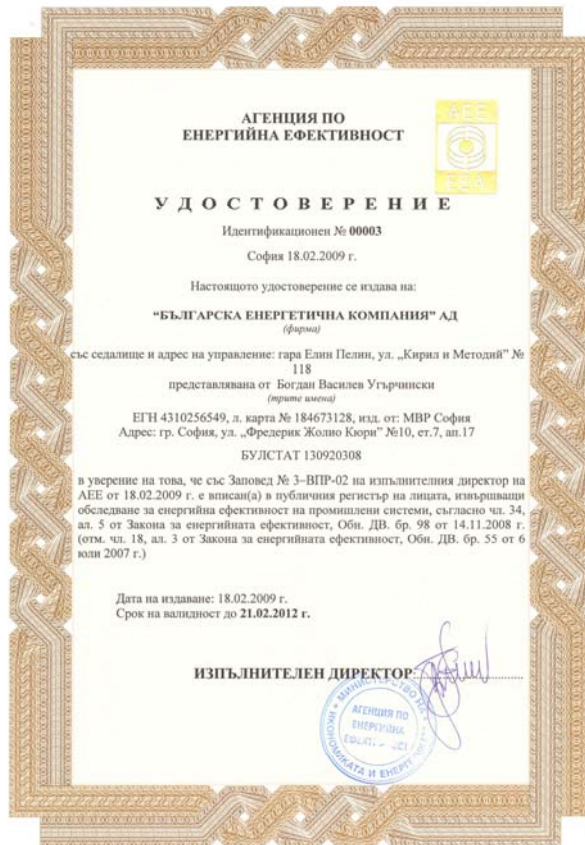 АГЕНЦИЯ ПО
ЕНЕРГИЙНА ЕФЕКТИВНОСТ
АЕЕ
ЕЕА
УДОСТОВЕРЕНИЕ
Идентификационен № 00003
София 18.02.2009 г.
Настоящото удостоверение се издава на:
“БЪЛГАРСКА ЕНЕРГЕТИЧНА КОМПАНИЯ” АД
(фирма)
със седалище и адрес на управление: гара Елин Пелин, ул. „Кирил и Методий” №
118
представлявана от Богдан Василев Угърчински
(трите имена)
ЕГН 4310256549, л. карта № 184673128, изд. от: МВР София
Адрес: гр. София, ул. „Фредерик Жолио Кюри” №10, ет.7, ап.17
БУЛСТАТ 130920308
в уверение на това, че със Заповед № 3–ВПР-02 на изпълнителния директор на
АЕЕ от 18.02.2009 г. е вписан(а) в публичния регистър на лицата, извършващи
обследване за енергийна ефективност на промишлени системи, съгласно чл. 34,
ал. 5 от Закона за енергийната ефективност, Обн. ДВ. бр. 98 от 14.11.2008 г.
(отм. чл. 18, ал. 3 от Закона за енергийната ефективност, Обн. ДВ. бр. 55 от 6
юли 2007 г.)
Дата на издаване: 18.02.2009 г.
Срок на валидност до 21.02.2012 г.
ИЗПЪЛНИТЕЛЕН ДИРЕКТОР:
МИНИСТЕРСТВО НА
ИКОНОМИКАТА И
АГЕНЦИЯ ПО
ЕНЕРГИЙНА